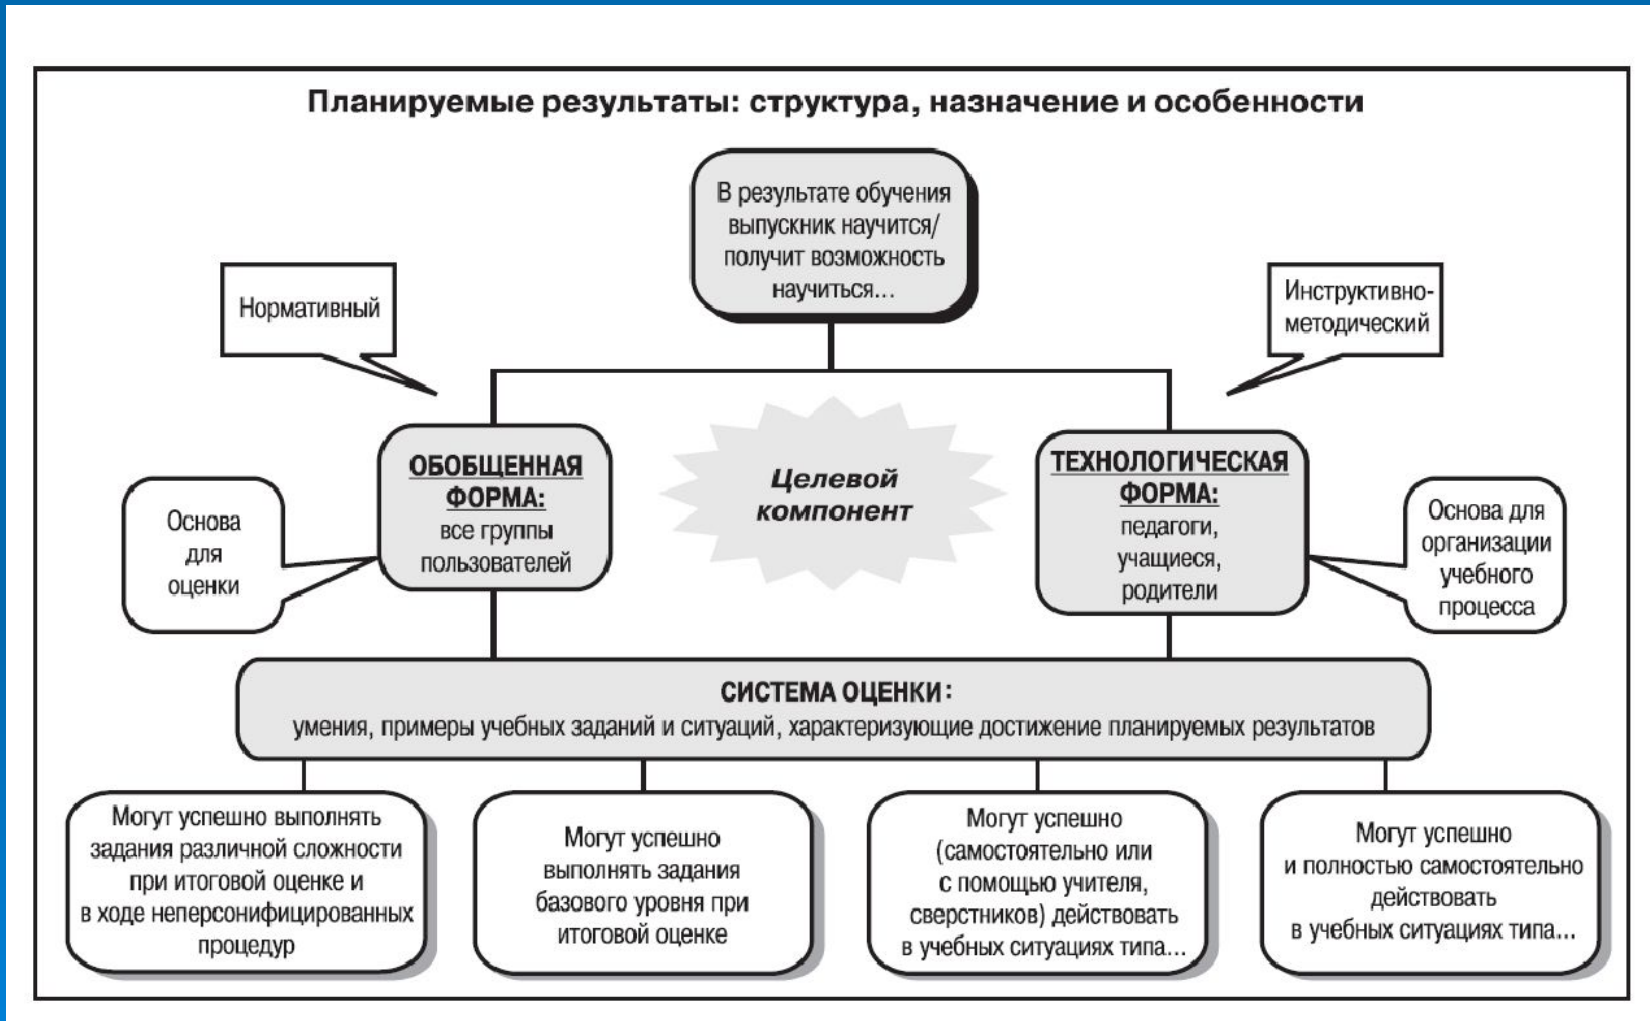 Планируемые результаты: структура, назначение и особенности
В результате обучения
выпускник научится/
получит возможность
научиться...
Нормативный
Инструктивно-
методический
ОБОБЩЕННАЯ
ФОРМА:
все группы
пользователей
Целевой
компонент
ТЕХНОЛОГИЧЕСКАЯ
ФОРМА:
педагоги,
учащиеся,
родители
Основа
для
оценки
Основа для
организации
учебного
процесса
СИСТЕМА ОЦЕНКИ:
умения, примеры учебных заданий и ситуаций, характеризующие достижение планируемых результатов
Могут успешно выполнять
задания различной сложности
при итоговой оценке и
в ходе неперсонифицированных
процедур
Могут успешно
выполнять задания
базового уровня при
итоговой оценке
Могут успешно
(самостоятельно или
с помощью учителя,
сверстников) действовать
в учебных ситуациях типа...
Могут успешно
и полностью самостоятельно
действовать
в учебных ситуациях типа...